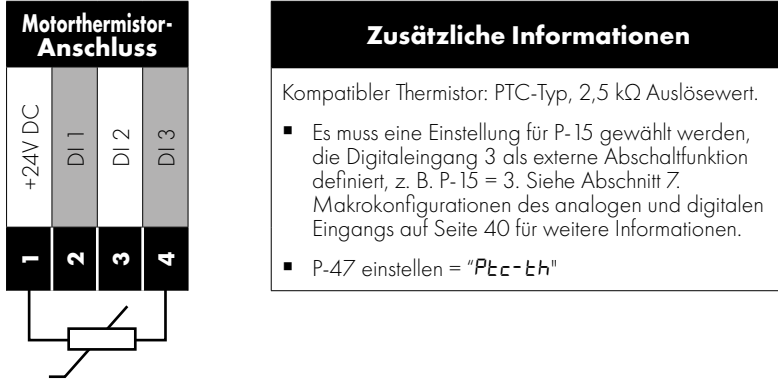 Motorthermistor-
Anschluss
+24V DC
DI 1
DI 2
DI 3
1
2
3
4
Zusätzliche Informationen
Kompatibler Thermistor: PTC-Typ, 2,5 kΩ Auslösewert.
▪ Es muss eine Einstellung für P-15 gewählt werden,
die Digitaleingang 3 als externe Abschaltfunktion
definiert, z. B. P-15 = 3. Siehe Abschnitt 7.
Makrokonfigurationen des analogen und digitalen
Eingangs auf Seite 40 für weitere Informationen.
▪ P-47 einstellen = "Ptc-th"